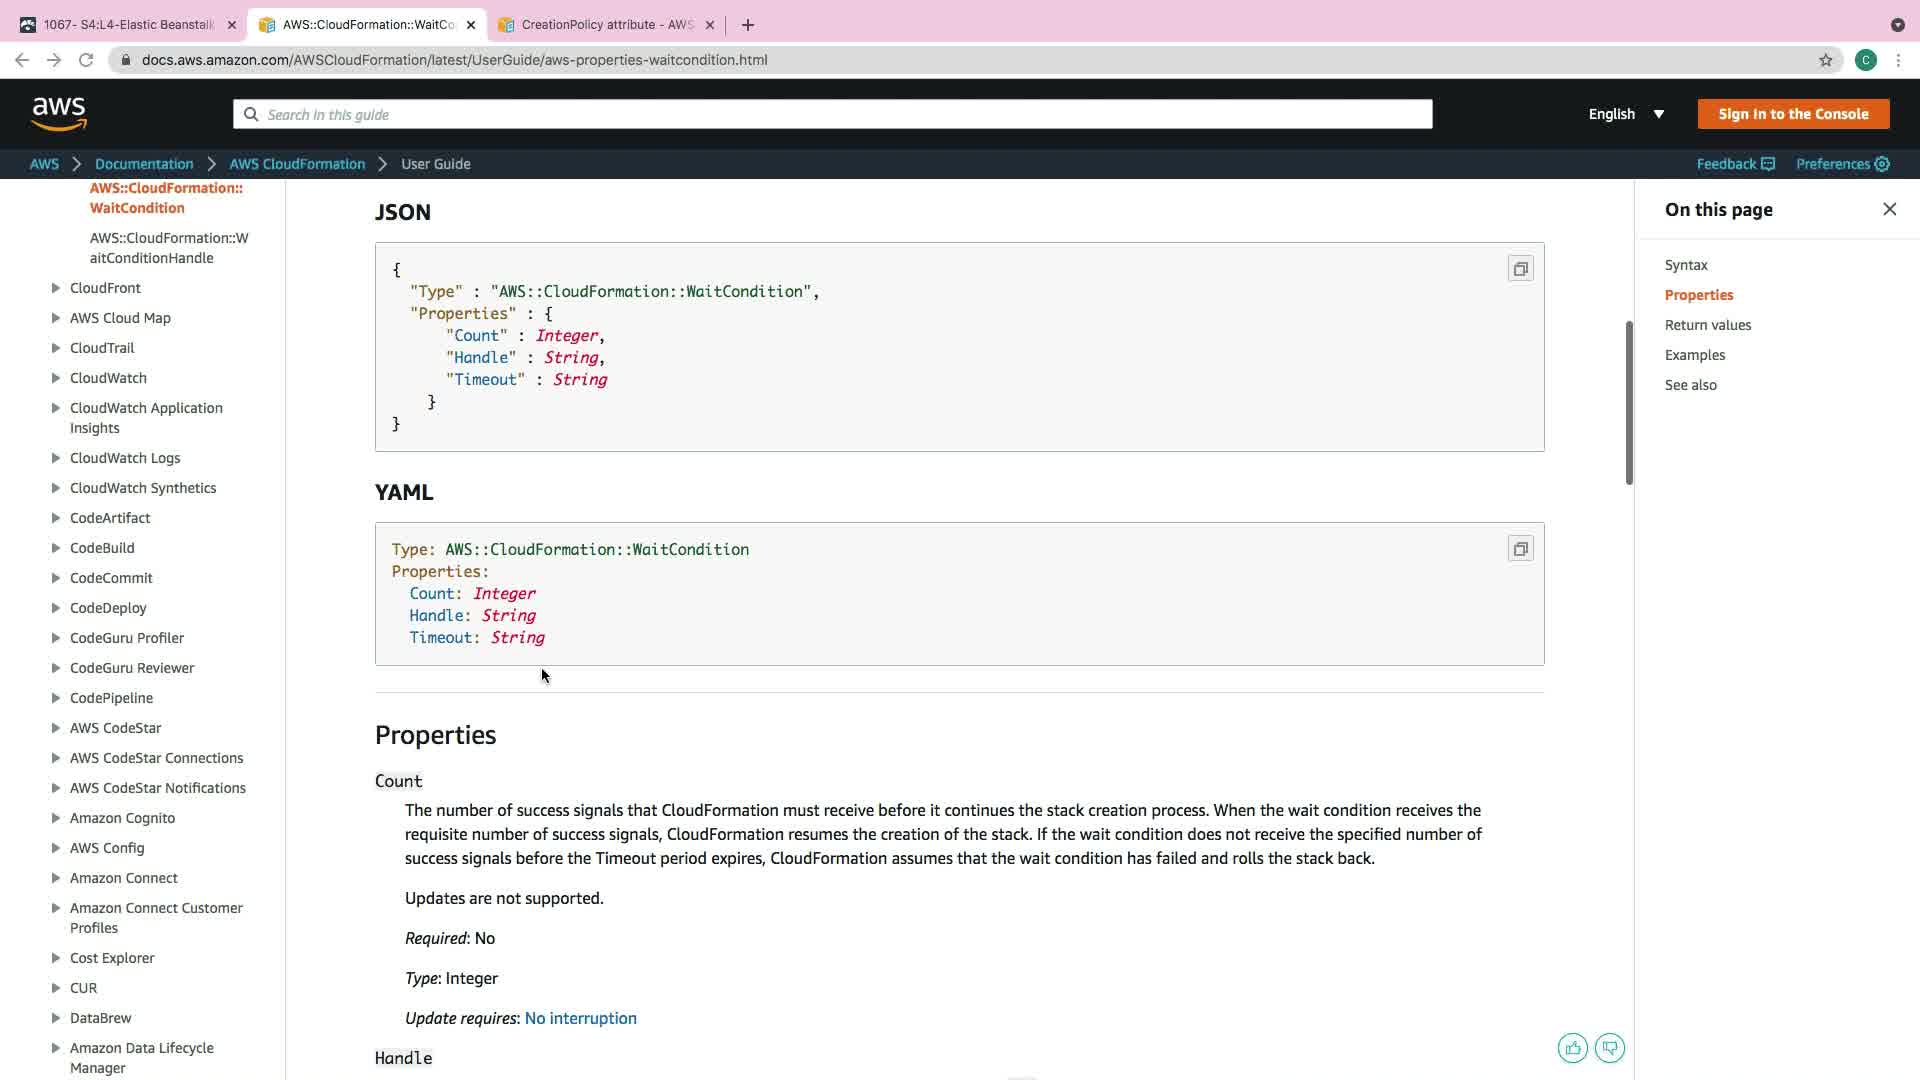 1067- S4:L4-Elastic Beanstalk
AWS::CloudFormation::WaitCo
CreationPolicy attribute - AWS
docs.aws.amazon.com/AWSCloudFormation/latest/UserGuide/aws-properties-waitcondition.html
C
aws
Search in this guide
English
Sign In to the Console
AWS
Documentation
AWS CloudFormation
User Guide
Feedback
Preferences
AWS::CloudFormation::
WaitCondition
AWS::CloudFormation::W
aitConditionHandle
CloudFront
AWS Cloud Map
CloudTrail
CloudWatch
CloudWatch Application
Insights
CloudWatch Logs
CloudWatch Synthetics
CodeArtifact
CodeBuild
CodeCommit
CodeDeploy
CodeGuru Profiler
CodeGuru Reviewer
CodePipeline
AWS CodeStar
AWS CodeStar Connections
AWS CodeStar Notifications
Amazon Cognito
AWS Config
Amazon Connect
Amazon Connect Customer
Profiles
Cost Explorer
CUR
DataBrew
Amazon Data Lifecycle
Manager
JSON
{
"Type" : "AWS::CloudFormation::WaitCondition",
"Properties" : {
"Count" : Integer,
"Handle" : String,
"Timeout" : String
}
}
YAML
Type: AWS::CloudFormation::WaitCondition
Properties:
Count: Integer
Handle: String
Timeout: String
Properties
Count
The number of success signals that CloudFormation must receive before it continues the stack creation process. When the wait condition receives the
requisite number of success signals, CloudFormation resumes the creation of the stack. If the wait condition does not receive the specified number of
success signals before the Timeout period expires, CloudFormation assumes that the wait condition has failed and rolls the stack back.
Updates are not supported.
Required: No
Type: Integer
Update requires: No interruption
Handle
On this page
Syntax
Properties
Return values
Examples
See also